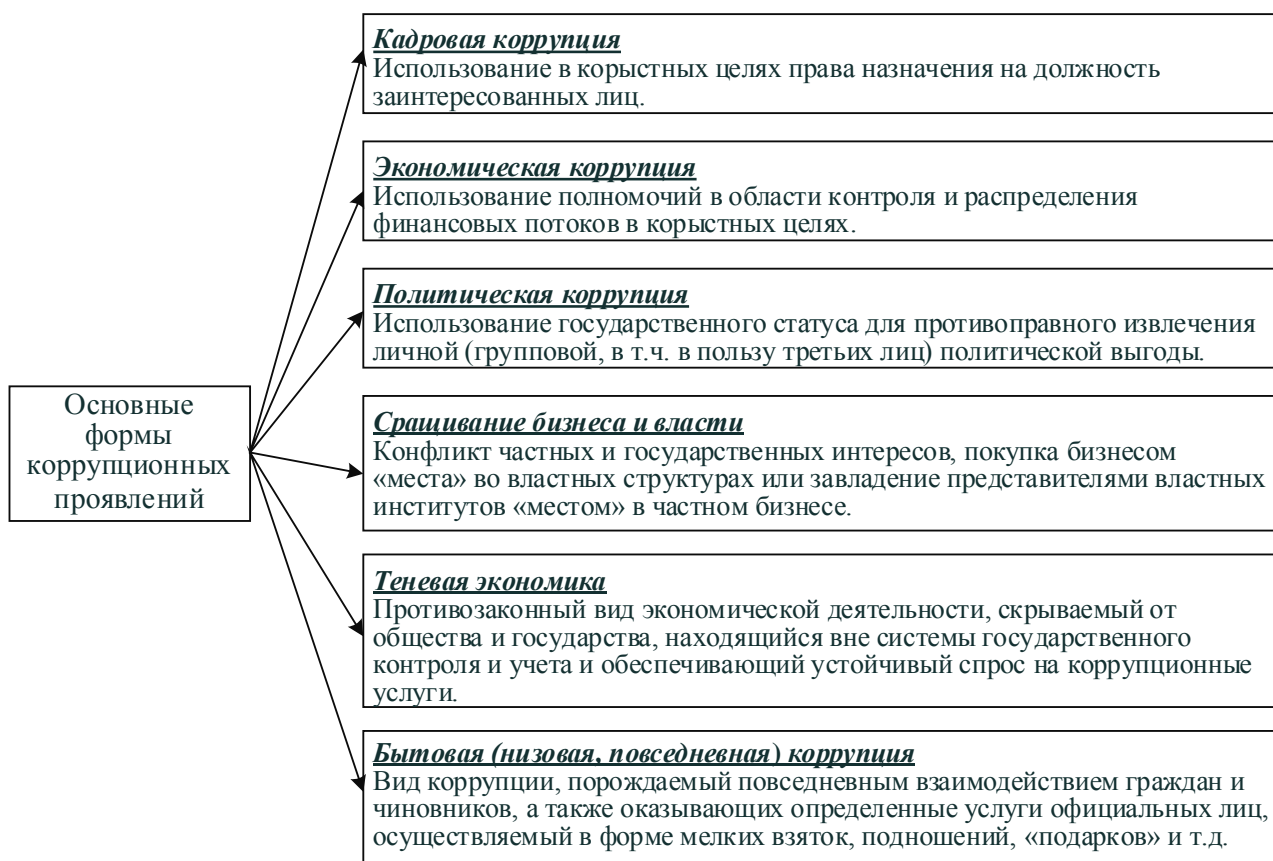 Основные
формы
коррупционных
проявлений
Кадровая коррупция
Использование в корыстных целях права назначения на должность
заинтересованных лиц.
Экономическая коррупция
Использование полномочий в области контроля и распределения
финансовых потоков в корыстных целях.
Политическая коррупция
Использование государственного статуса для противоправного извлечения
личной (групповой, в т.ч. в пользу третьих лиц) политической выгоды.
Сращивание бизнеса и власти
Конфликт частных и государственных интересов, покупка бизнесом
«места» во властных структурах или завладение представителями властных
институтов «местом» в частном бизнесе.
Теневая экономика
Противозаконный вид экономической деятельности, скрываемый от
общества и государства, находящийся вне системы государственного
контроля и учета и обеспечивающий устойчивый спрос на коррупционные
услуги.
Бытовая (низовая, повседневная) коррупция
Вид коррупции, порождаемый повседневным взаимодействием граждан и
чиновников, а также оказывающих определенные услуги официальных лиц,
осуществляемый в форме мелких взяток, подношений, «подарков» и т.д.